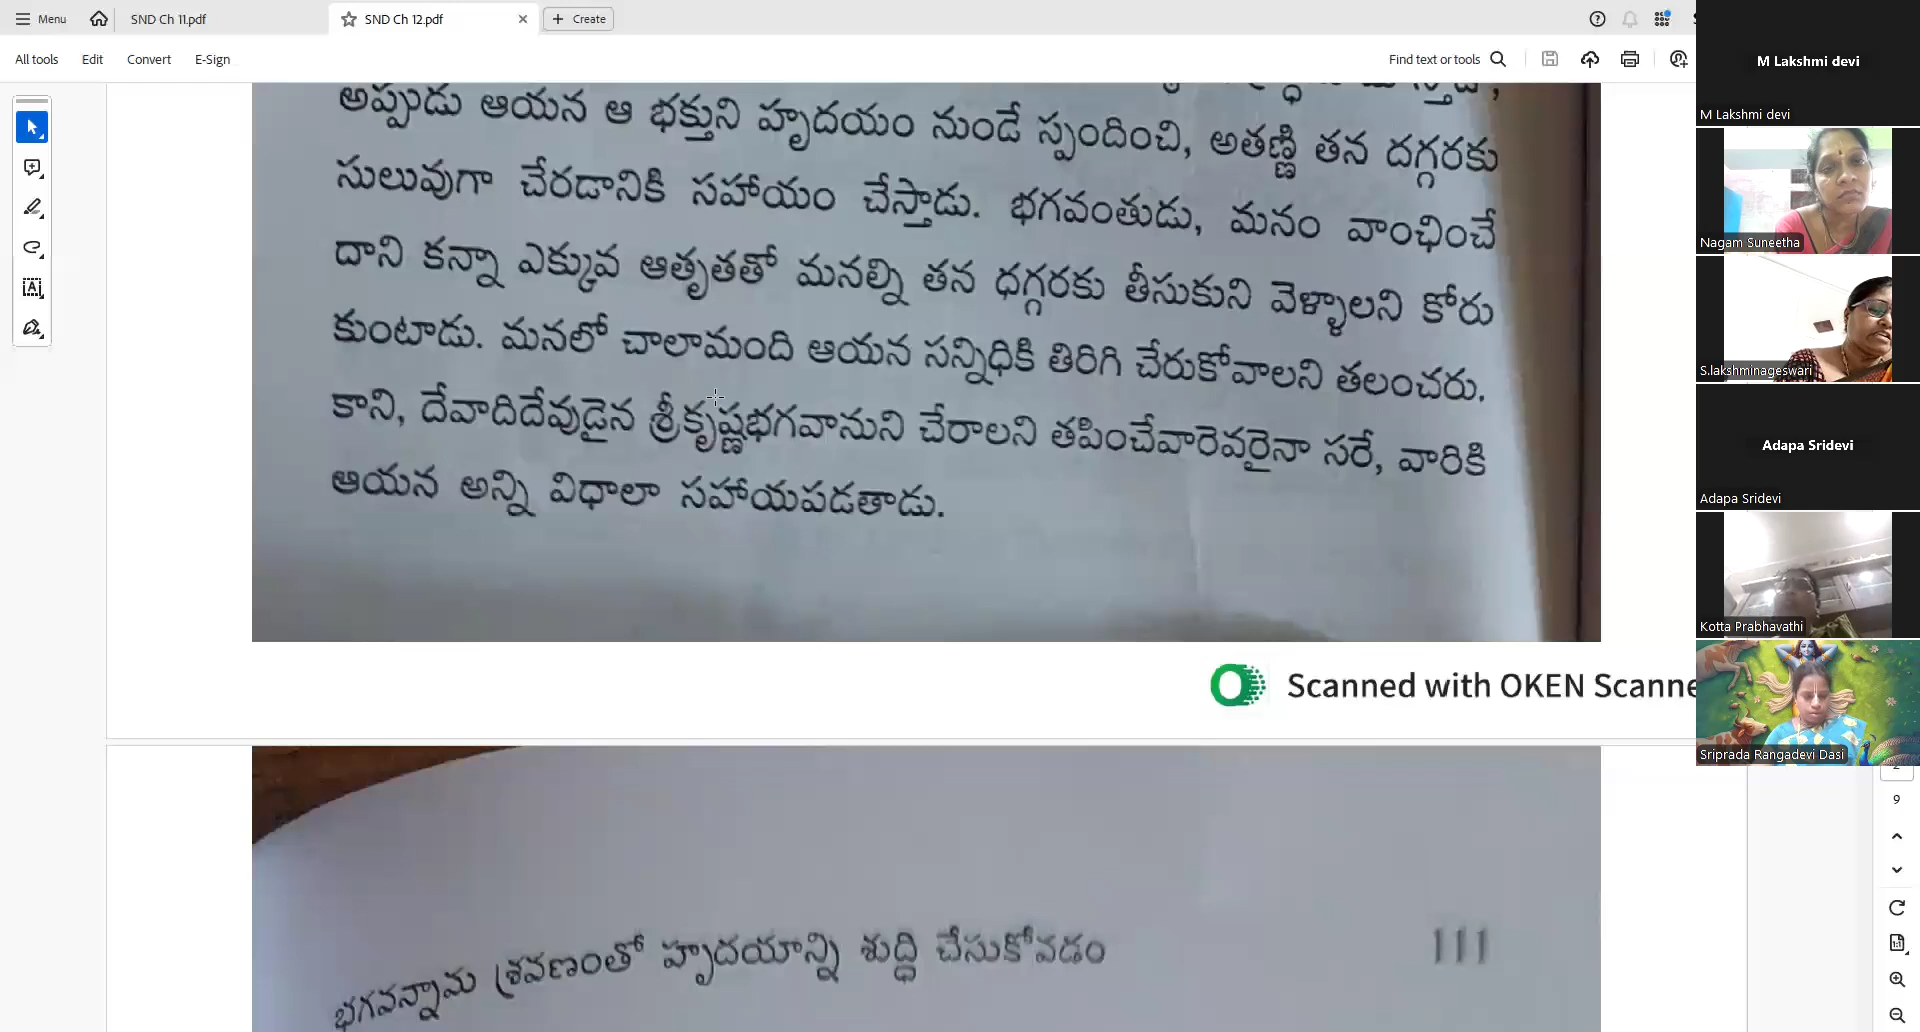 Menu
SND Ch 11.pdf
SND Ch 12.pdf
Create
All tools
Edit
Convert
E-Sign
Find text or tools
అప్పుడు ఆయన ఆ భక్తుని హృదయం నుండే స్పందించి, అతణ్ణి తన దగ్గరకు
సులువుగా చేరడానికి సహాయం చేస్తాడు. భగవంతుడు, మనం వాంఛించే
దాని కన్నా ఎక్కువ ఆతృతతో మనల్ని తన ధగ్గరకు తీసుకుని వెళ్ళాలని కోరు
కుంటాడు. మనలో చాలామంది ఆయన సన్నిధికి తిరిగి చేరుకోవాలని తలంచరు.
కాని, దేవాదిదేవుడైన శ్రీకృష్ణభగవానుని చేరాలని తపించేవారెవరైనా సరే, వారికి
ఆయన అన్ని విధాలా సహాయపడతాడు.
Scanned with OKEN Scanne
భగవన్నామ శ్రవణంతో హృదయాన్ని శుద్ధి చేసుకోవడం 111
M Lakshmi devi
M Lakshmi devi
Nagam Suneetha
S.lakshminageswari
Adapa Sridevi
Adapa Sridevi
Kotta Prabhavathi
Sriprada Rangadevi Dasi
2
9